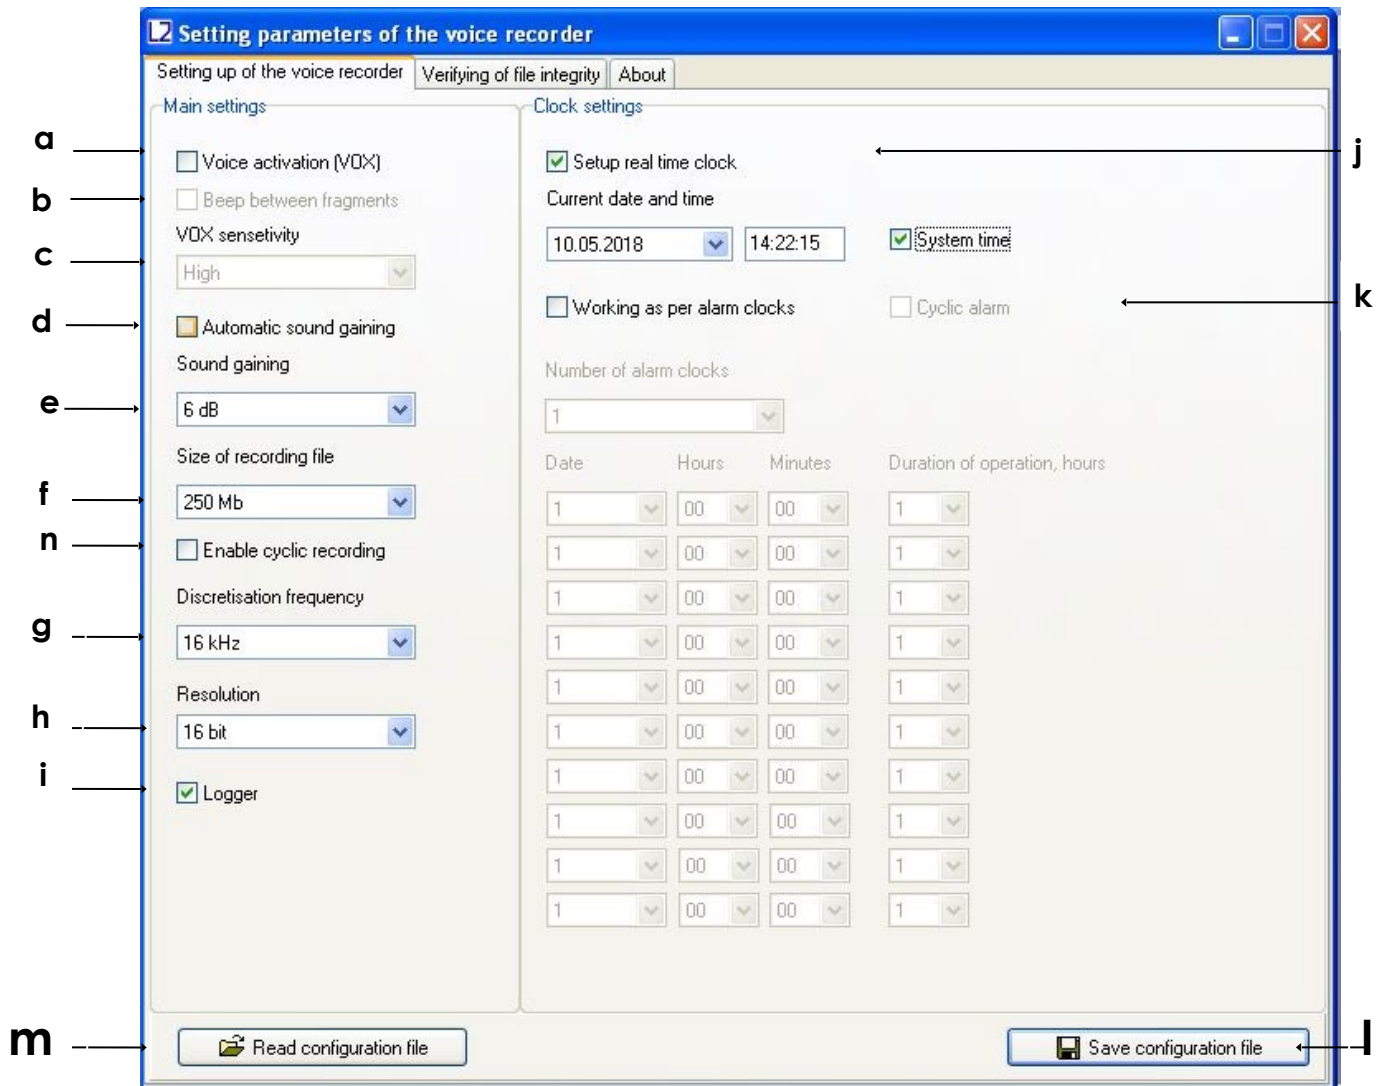 L2 Setting parameters of the voice recorder
Setting up of the voice recorder Verifying of file integrity About
Main settings
a Voice activation (VOX)
b Beep between fragments
VOX sensetivity
c High
d Automatic sound gaining
Sound gaining
e 6 dB
Size of recording file
f 250 Mb
n Enable cyclic recording
Discretisation frequency
g 16 kHz
Resolution
h 16 bit
i Logger
Clock settings
Setup real time clock j
Current date and time
10.05.2018 14:22:15 System time
Working as per alarm clocks Cyclic alarm k
Number of alarm clocks
1
Date Hours Minutes Duration of operation, hours
1 00 00 1
1 00 00 1
1 00 00 1
1 00 00 1
1 00 00 1
1 00 00 1
1 00 00 1
1 00 00 1
1 00 00 1
1 00 00 1
m Read configuration file Save configuration file l